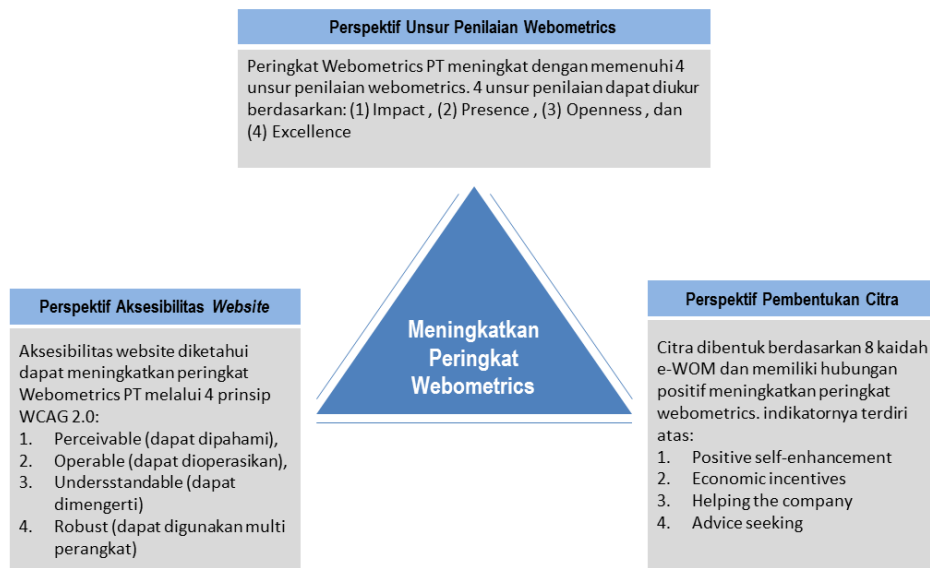 Perspektif Unsur Penilaian Webometrics
Peringkat Webometrics PT meningkat dengan memenuhi 4
unsur penilaian webometrics. 4 unsur penilaian dapat diukur
berdasarkan: (1) Impact , (2) Presence , (3) Openness , dan
(4) Excellence
Perspektif Aksesibilitas Website
Aksesibilitas website diketahui
dapat meningkatkan peringkat
Webometrics PT melalui 4 prinsip
WCAG 2.0:
1. Perceivable (dapat dipahami),
2. Operable (dapat dioperasikan),
3. Undersstandable (dapat
dimengerti)
4. Robust (dapat digunakan multi
perangkat)
Meningkatkan
Peringkat
Webometrics
Perspektif Pembentukan Citra
Citra dibentuk berdasarkan 8 kaidah
e-WOM dan memiliki hubungan
positif meningkatkan peringkat
webometrics. indikatornya terdiri
atas:
1. Positive self-enhancement
2. Economic incentives
3. Helping the company
4. Advice seeking